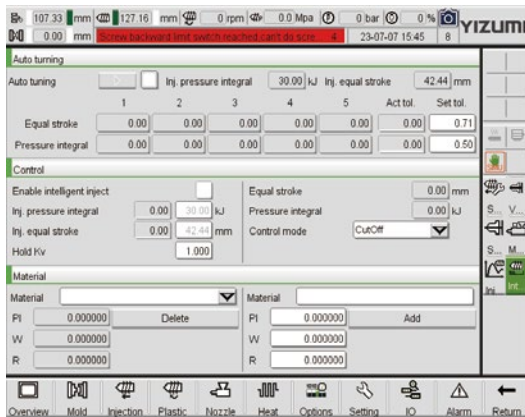 107.33 mm 127.16 mm 0 rpm 0.0 Mpa 0 bar 0 %
0.00 mm Screw backward limit switch reached,can't do scre... 4 23-07-07 15:45 8
YIZUMI
Auto turning
Auto tuning Inj. pressure integral 30.00 kJ Inj. equal stroke 42.44 mm
1 2 3 4 5 Act tol. Set tol.
Equal stroke 0.00 0.00 0.00 0.00 0.00 0.00 0.71
Pressure integral 0.00 0.00 0.00 0.00 0.00 0.00 0.50
Control
Enable intelligent inject Equal stroke 0.00 mm
Inj. pressure integral 0.00 30.00 kJ Pressure integral 0.00 kJ
Inj. equal stroke 0.00 42.44 mm Control mode CutOff
Hold Kv 1.000
S... V...
S... M...
Inj... Int...
Material
Material Material
PI 0.000000 Delete PI 0.000000 Add
W 0.000000 W 0.000000
R 0.000000 R 0.000000
Overview Mold Injection Plastic Nozzle Heat Options Setting IO Alarm Return